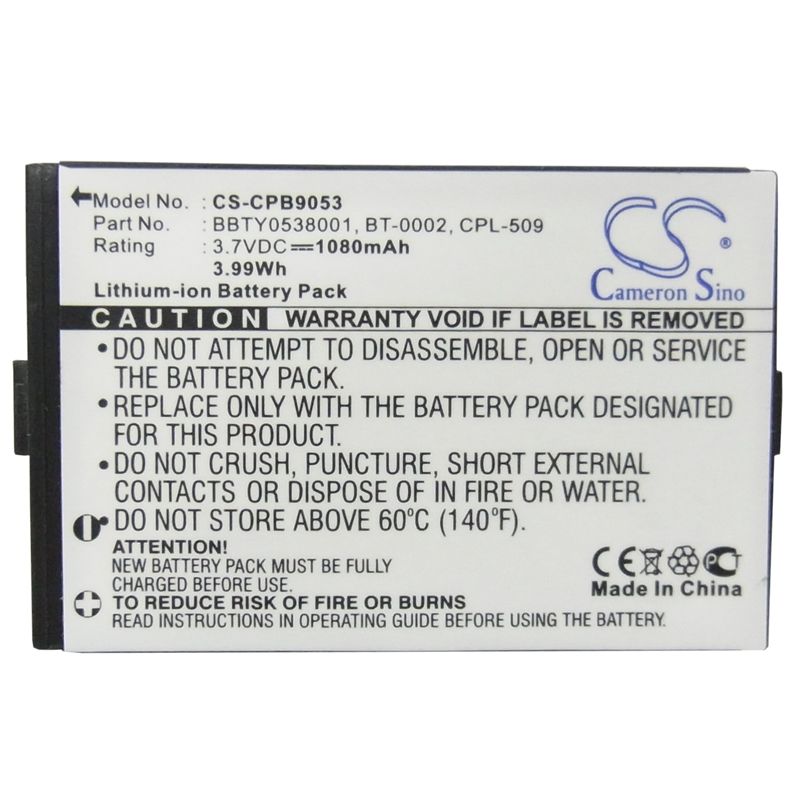 Model No. : CS-CPB9053
Part No. : BBTY0538001, BT-0002, CPL-509
Rating : 3.7VDC ⎓1080mAh
3.99Wh
Lithium-ion Battery Pack
CS
®
Cameron Sino
CAUTION WARRANTY VOID IF LABEL IS REMOVED
•DO NOT ATTEMPT TO DISASSEMBLE, OPEN OR SERVICE
THE BATTERY PACK.
•REPLACE ONLY WITH THE BATTERY PACK DESIGNATED
FOR THIS PRODUCT.
•DO NOT CRUSH, PUNCTURE, SHORT EXTERNAL
CONTACTS OR DISPOSE OF IN FIRE OR WATER.
•DO NOT STORE ABOVE 60°C (140°F).
ATTENTION!
NEW BATTERY PACK MUST BE FULLY
CHARGED BEFORE BEING USED.
•TO REDUCE RISK OF FIRE OR BURNS
READ INSTRUCTIONS IN OPERATING GUIDE BEFORE USING THE BATTERY.
CE PCT
Made In China